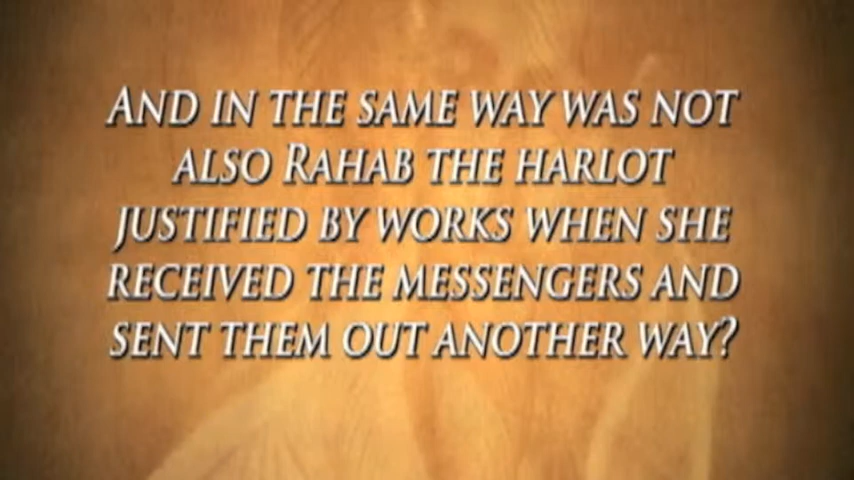 AND IN THE SAME WAY WAS NOT
ALSO RAHAB THE HARLOT
JUSTIFIED BY WORKS WHEN SHE
RECEIVED THE MESSENGERS AND
SENT THEM OUT ANOTHER WAY?